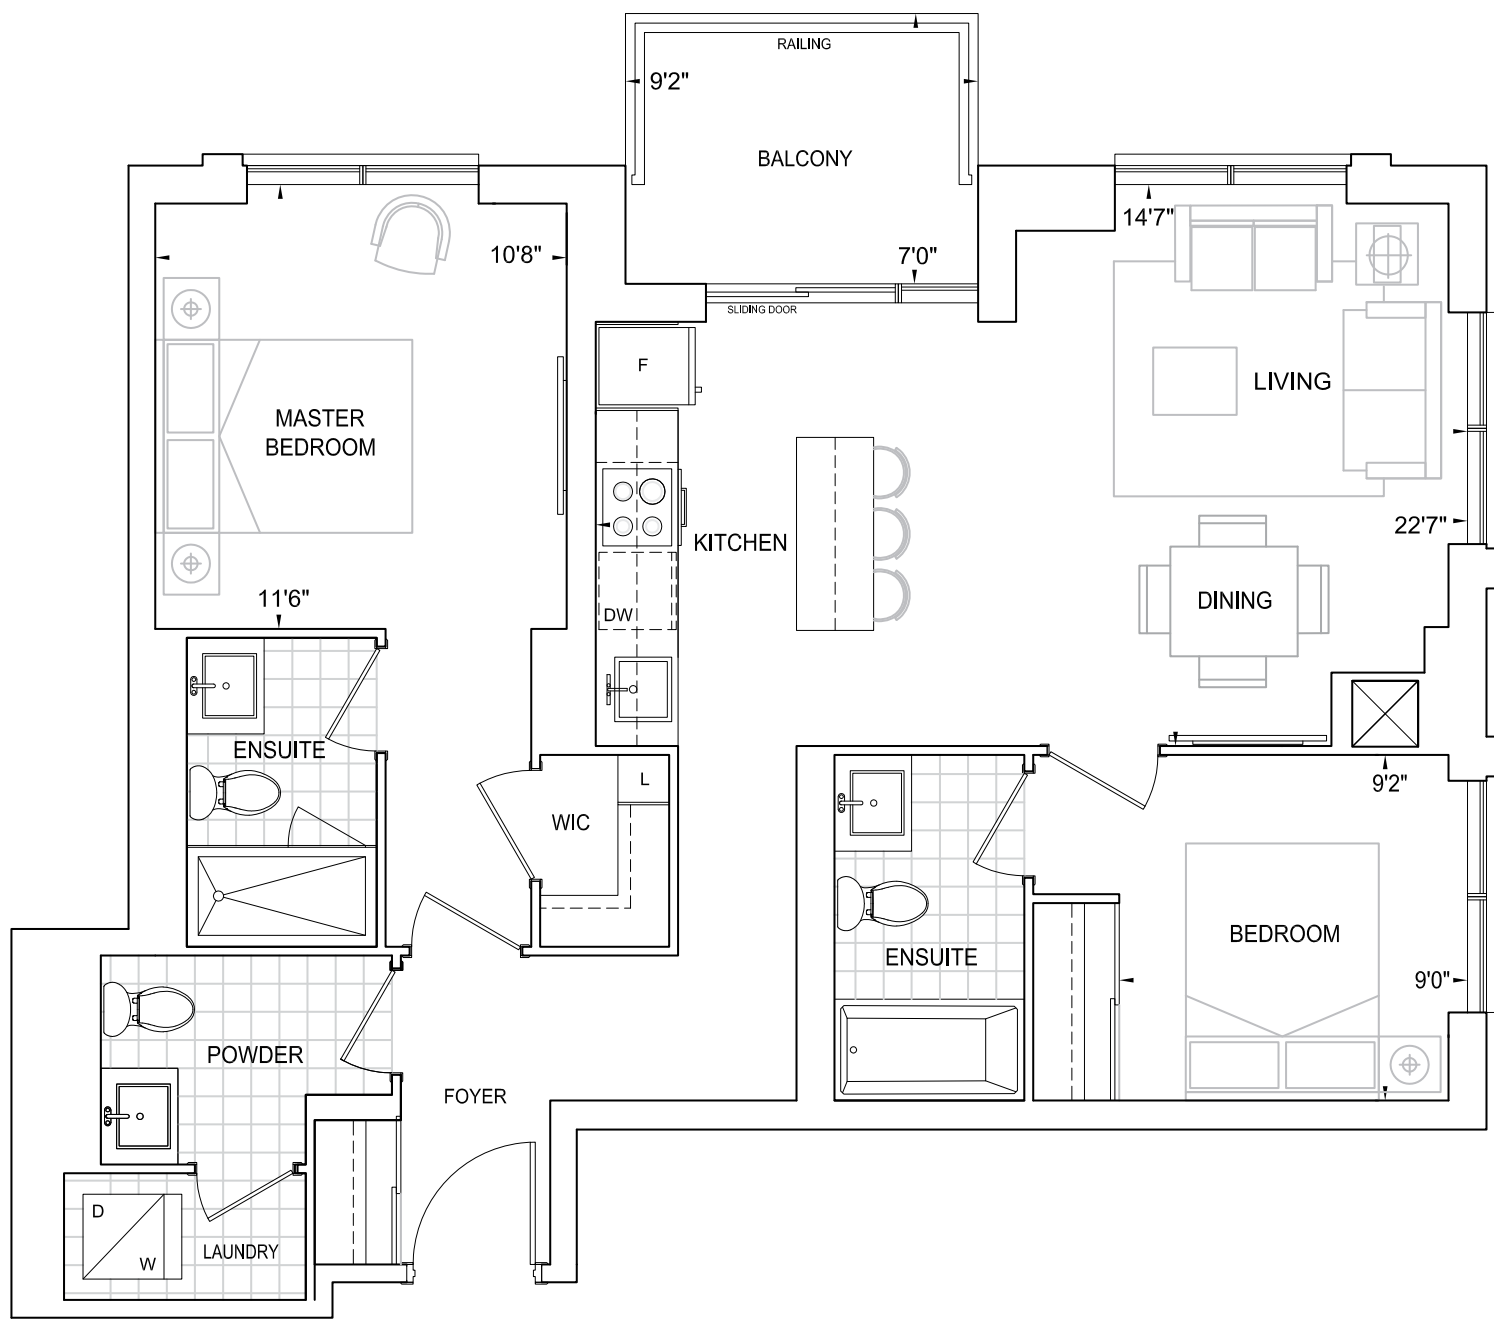 RAILING
9'2"
BALCONY
14'7"
10'8"
7'0"
SLIDING DOOR
F
LIVING
MASTER
BEDROOM
22'7"
KITCHEN
11'6"
DINING
DW
ENSUITE
L
9'2"
WIC
BEDROOM
ENSUITE
9'0"
POWDER
FOYER
D
LAUNDRY
W